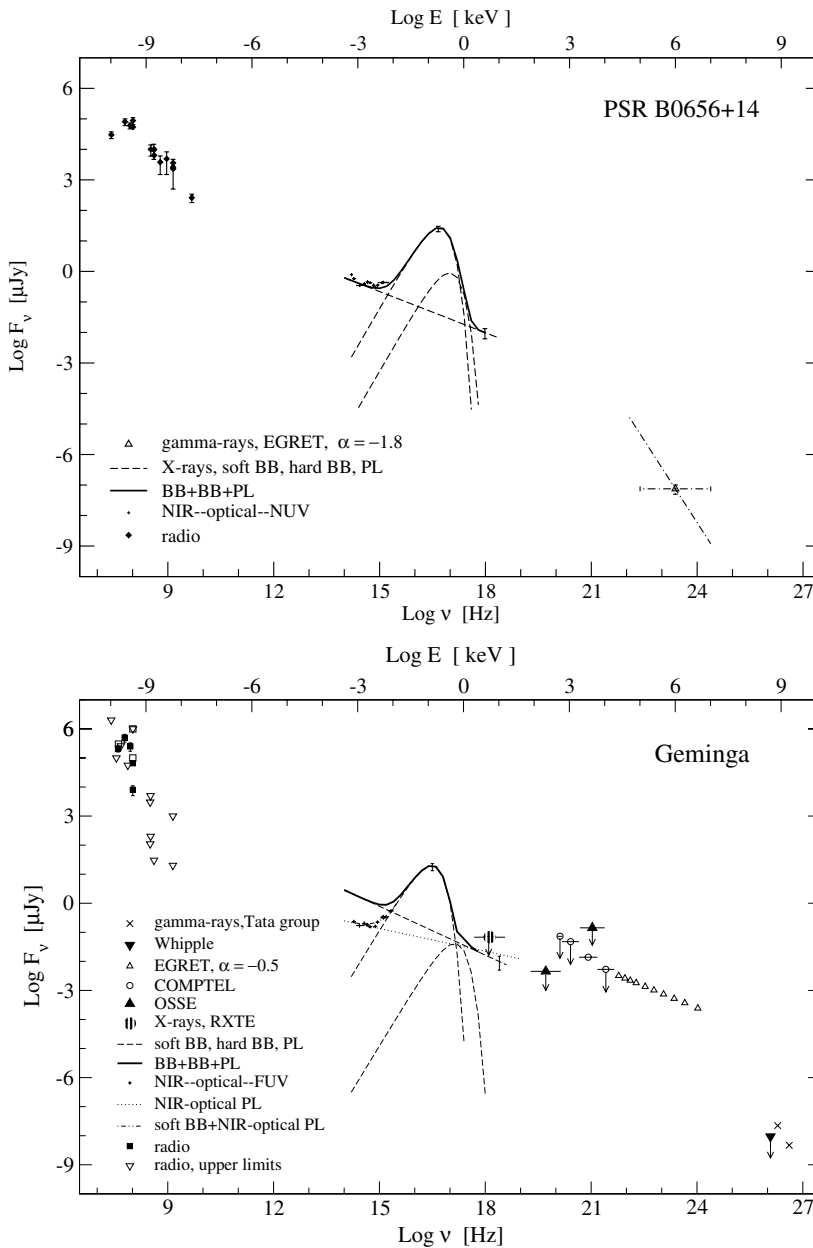 Log E [ keV]
-9 -6 -3 0 3 6 9
PSR B0656+14
6
3
0
-3
-6
-9
Log Fν [μJy]
gamma-rays, EGRET, α = −1.8
X-rays, soft BB, hard BB, PL
BB+BB+PL
NIR--optical--NUV
radio
9 15 18 21 24 27
Log ν [Hz]
Log E [ keV]
-9 -6 -3 0 3 6 9
Geminga
6
3
0
-3
-6
-9
Log Fν [μJy]
gamma-rays,Tata group
Whipple
EGRET, α = −0.5
COMPTEL
OSSE
X-rays, RXTE
soft BB, hard BB, PL
BB+BB+PL
NIR--optical--FUV
NIR-optical PL
soft BB+NIR-optical PL
radio
radio, upper limits
9 15 18 21 24 27
Log ν [Hz]